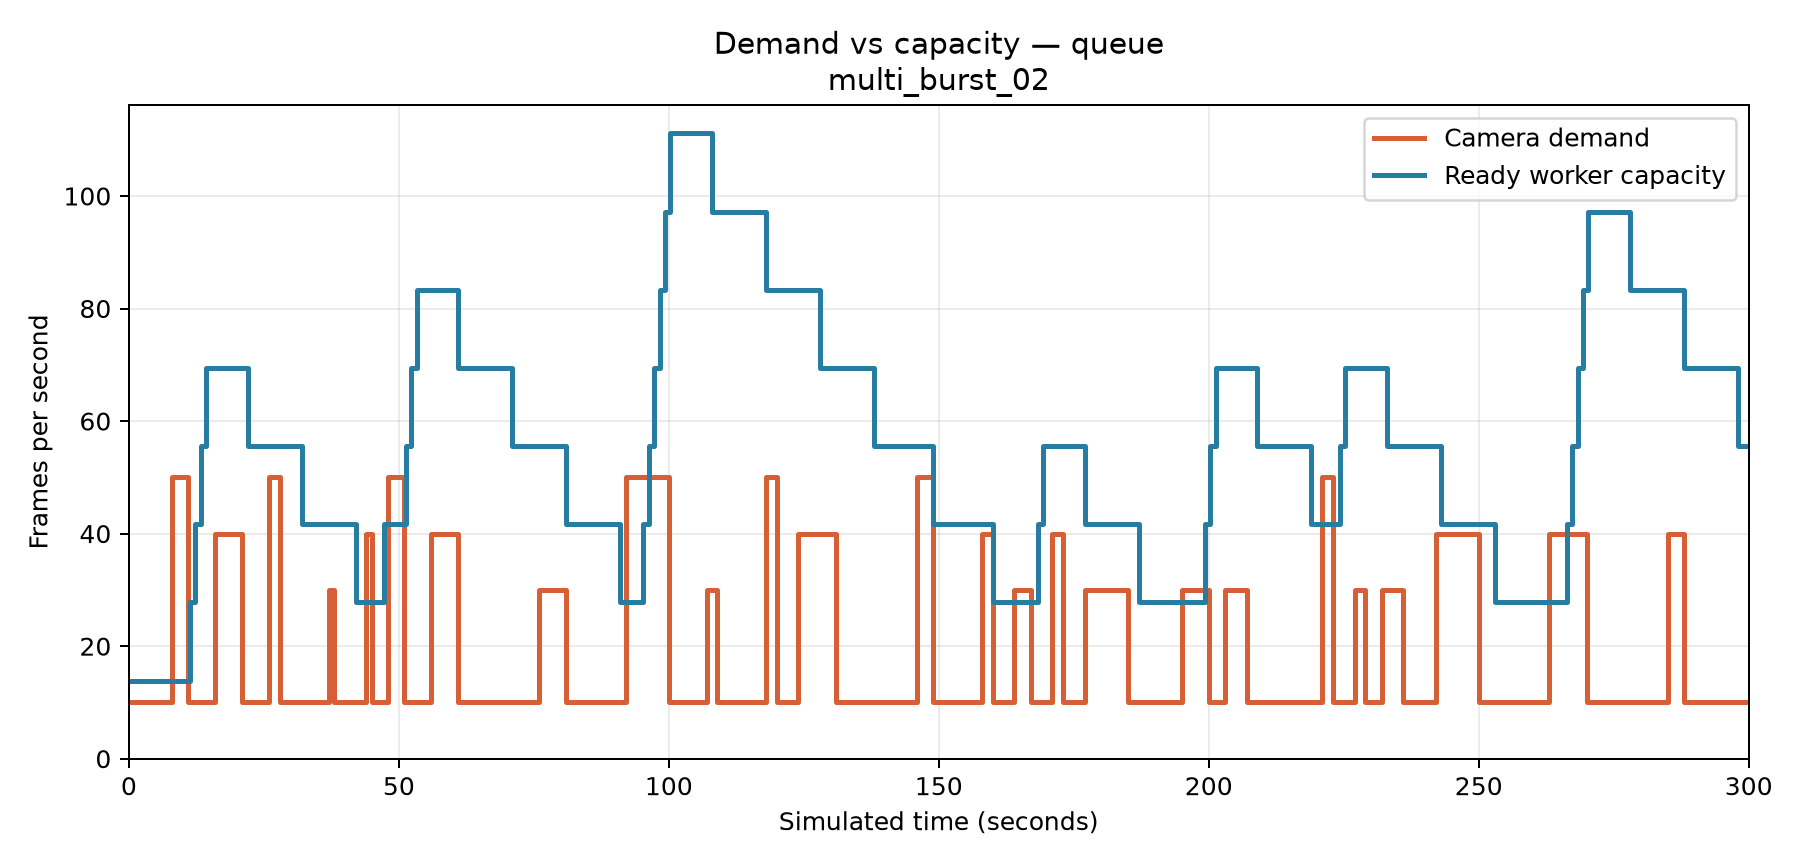 Demand vs capacity — queue
multi_burst_02
Camera demand
Ready worker capacity
Frames per second
100
80
60
40
20
0
0 50 100 150 200 250 300
Simulated time (seconds)